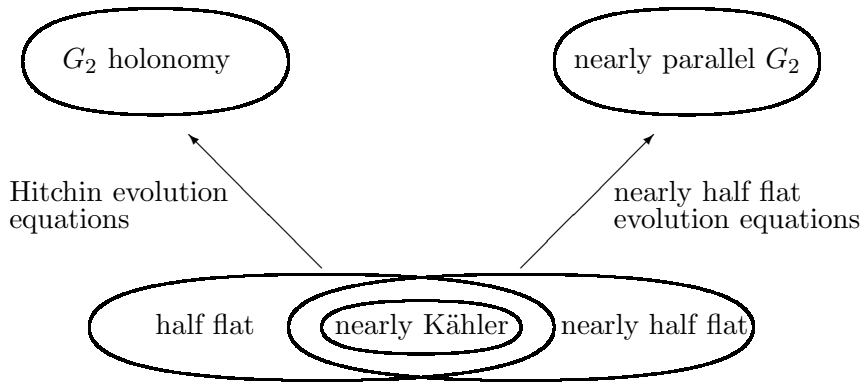 G₂ holonomy
nearly parallel G₂
Hitchin evolution
equations
nearly half flat
evolution equations
half flat
nearly Kähler
nearly half flat